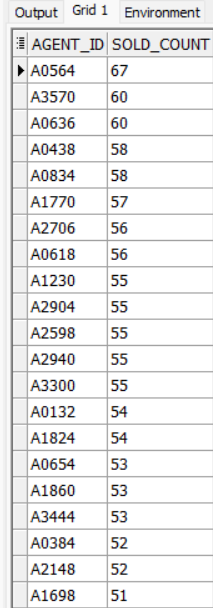 Output Grid 1 Environment
AGENT_ID SOLD_COUNT
A0564 67
A3570 60
A0636 60
A0438 58
A0834 58
A1770 57
A2706 56
A0618 56
A1230 55
A2904 55
A2598 55
A2940 55
A3300 55
A0132 54
A1824 54
A0654 53
A1860 53
A3444 53
A0384 52
A2148 52
A1698 51